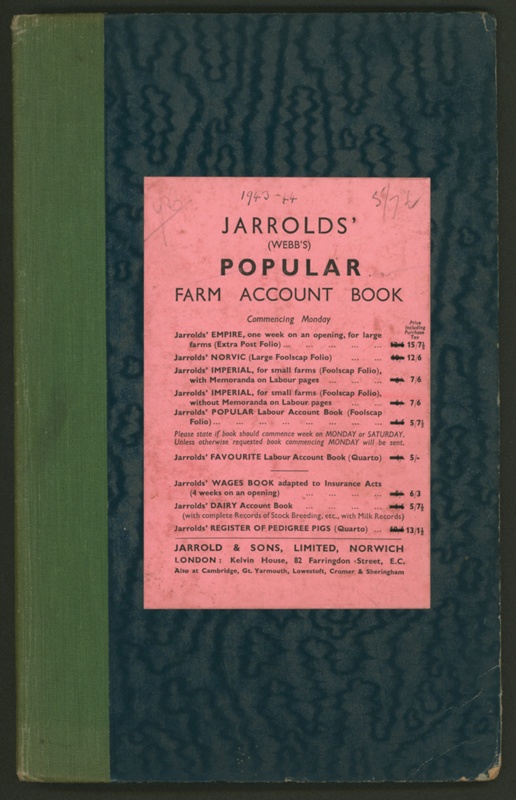 1943-44
5/7½
JARROLDS'
(WEBB'S)
POPULAR
FARM ACCOUNT BOOK
Commencing Monday
Price
Including
Purchase
Tax
Jarrolds' EMPIRE, one week on an opening, for large
farms (Extra Post Folio) ... ... ... ... ... 15/7½
Jarrolds' NORVIC (Large Foolscap Folio) ... ... 12/6
Jarrolds' IMPERIAL, for small farms (Foolscap Folio),
with Memoranda on Labour pages ... ... ... 7/6
Jarrolds' IMPERIAL, for small farms (Foolscap Folio),
without Memoranda on Labour pages ... ... 7/6
Jarrolds' POPULAR Labour Account Book (Foolscap
Folio) ... ... ... ... ... ... ... ... 5/7½
Please state if book should commence week on MONDAY or SATURDAY.
Unless otherwise requested book commencing MONDAY will be sent.
Jarrolds' FAVOURITE Labour Account Book (Quarto) 5/-
Jarrolds' WAGES BOOK adapted to Insurance Acts
(4 weeks on an opening) ... ... ... ... 6/3
Jarrolds' DAIRY Account Book ... ... ... ... 5/7½
(with complete Records of Stock Breeding, etc., with Milk Records)
Jarrolds' REGISTER OF PEDIGREE PIGS (Quarto) ... 13/1½
JARROLD & SONS, LIMITED, NORWICH
LONDON: Kelvin House, 82 Farringdon Street, E.C.
Also at Cambridge, Gt. Yarmouth, Lowestoft, Cromer & Sheringham